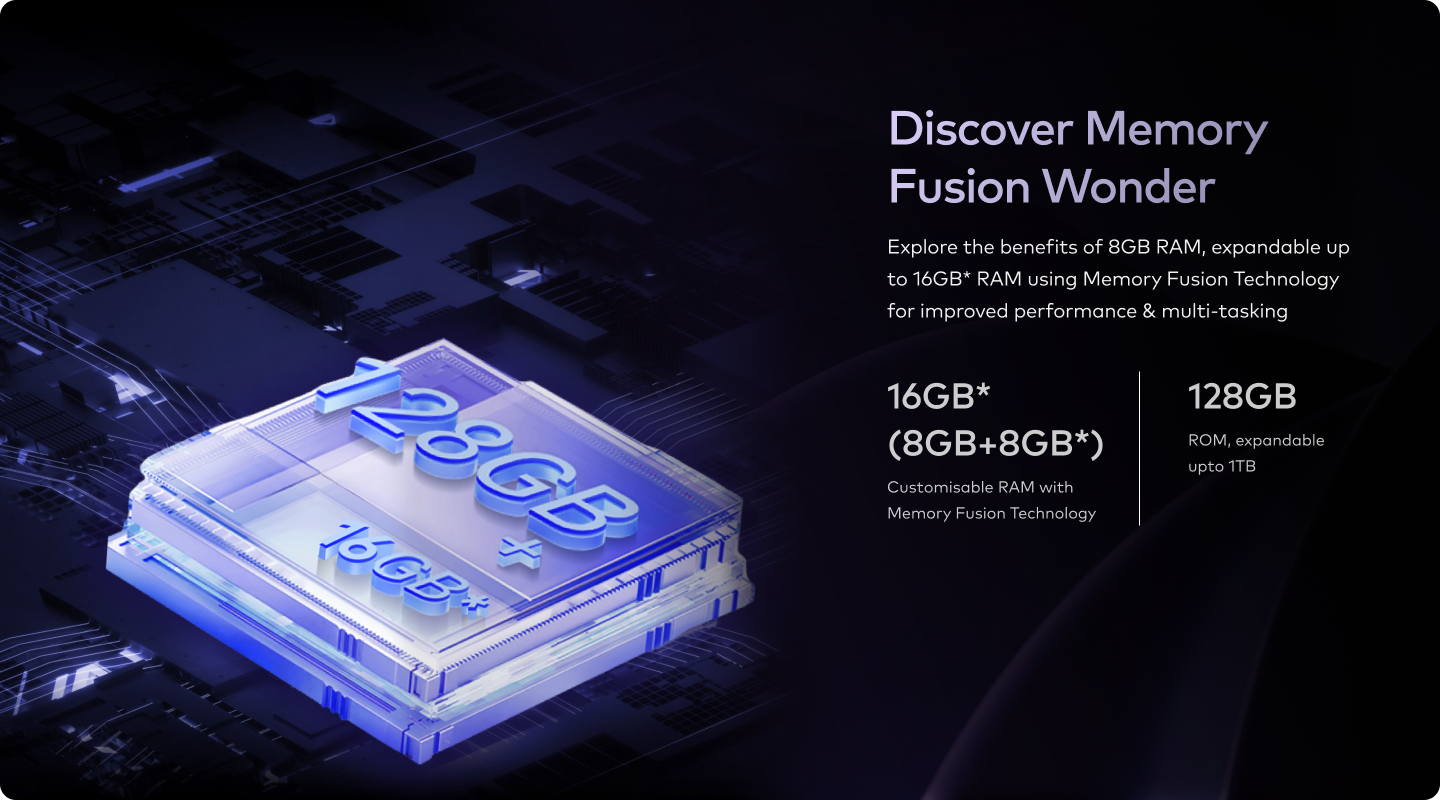 Discover Memory
Fusion Wonder
Explore the benefits of 8GB RAM, expandable up
to 16GB* RAM using Memory Fusion Technology
for improved performance & multi-tasking
16GB*
(8GB+8GB*)
Customisable RAM with
Memory Fusion Technology
128GB
ROM, expandable
upto 1TB
128GB
+
16GB*